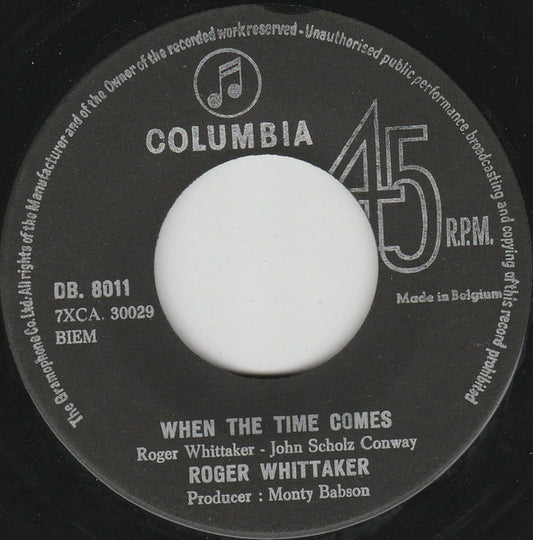 The Gramophone Co. Ltd. All rights of the Manufacturer and of the Owner of the recorded work reserved - Unauthorised public performance, broadcasting and copying of this record prohibited
COLUMBIA
45
R.P.M.
DB. 8011
7XCA. 30029
BIEM
Made in Belgium
WHEN THE TIME COMES
Roger Whittaker - John Scholz Conway
ROGER WHITTAKER
Producer : Monty Babson